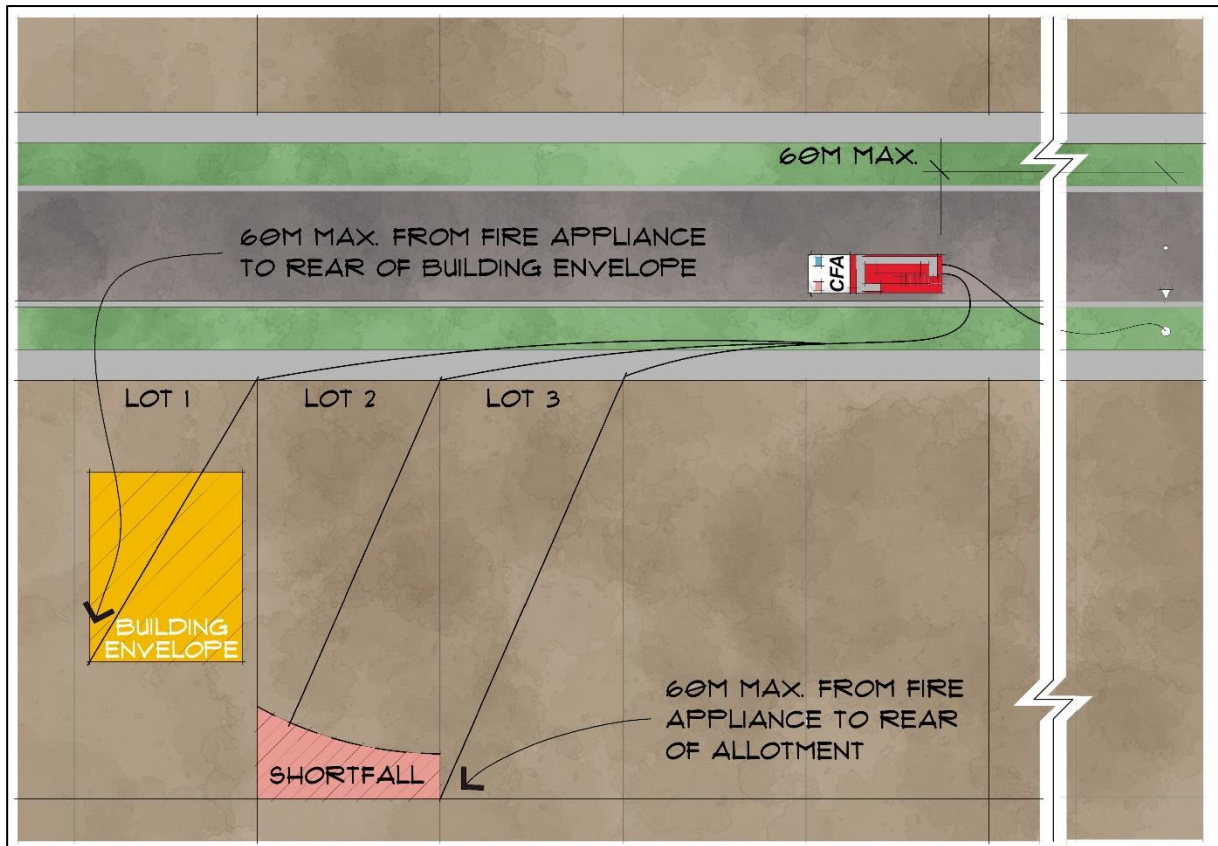 60M MAX.
60M MAX. FROM FIRE APPLIANCE
TO REAR OF BUILDING ENVELOPE
CFA
LOT 1
LOT 2
LOT 3
BUILDING
ENVELOPE
60M MAX. FROM FIRE
APPLIANCE TO REAR
OF ALLOTMENT
SHORTFALL